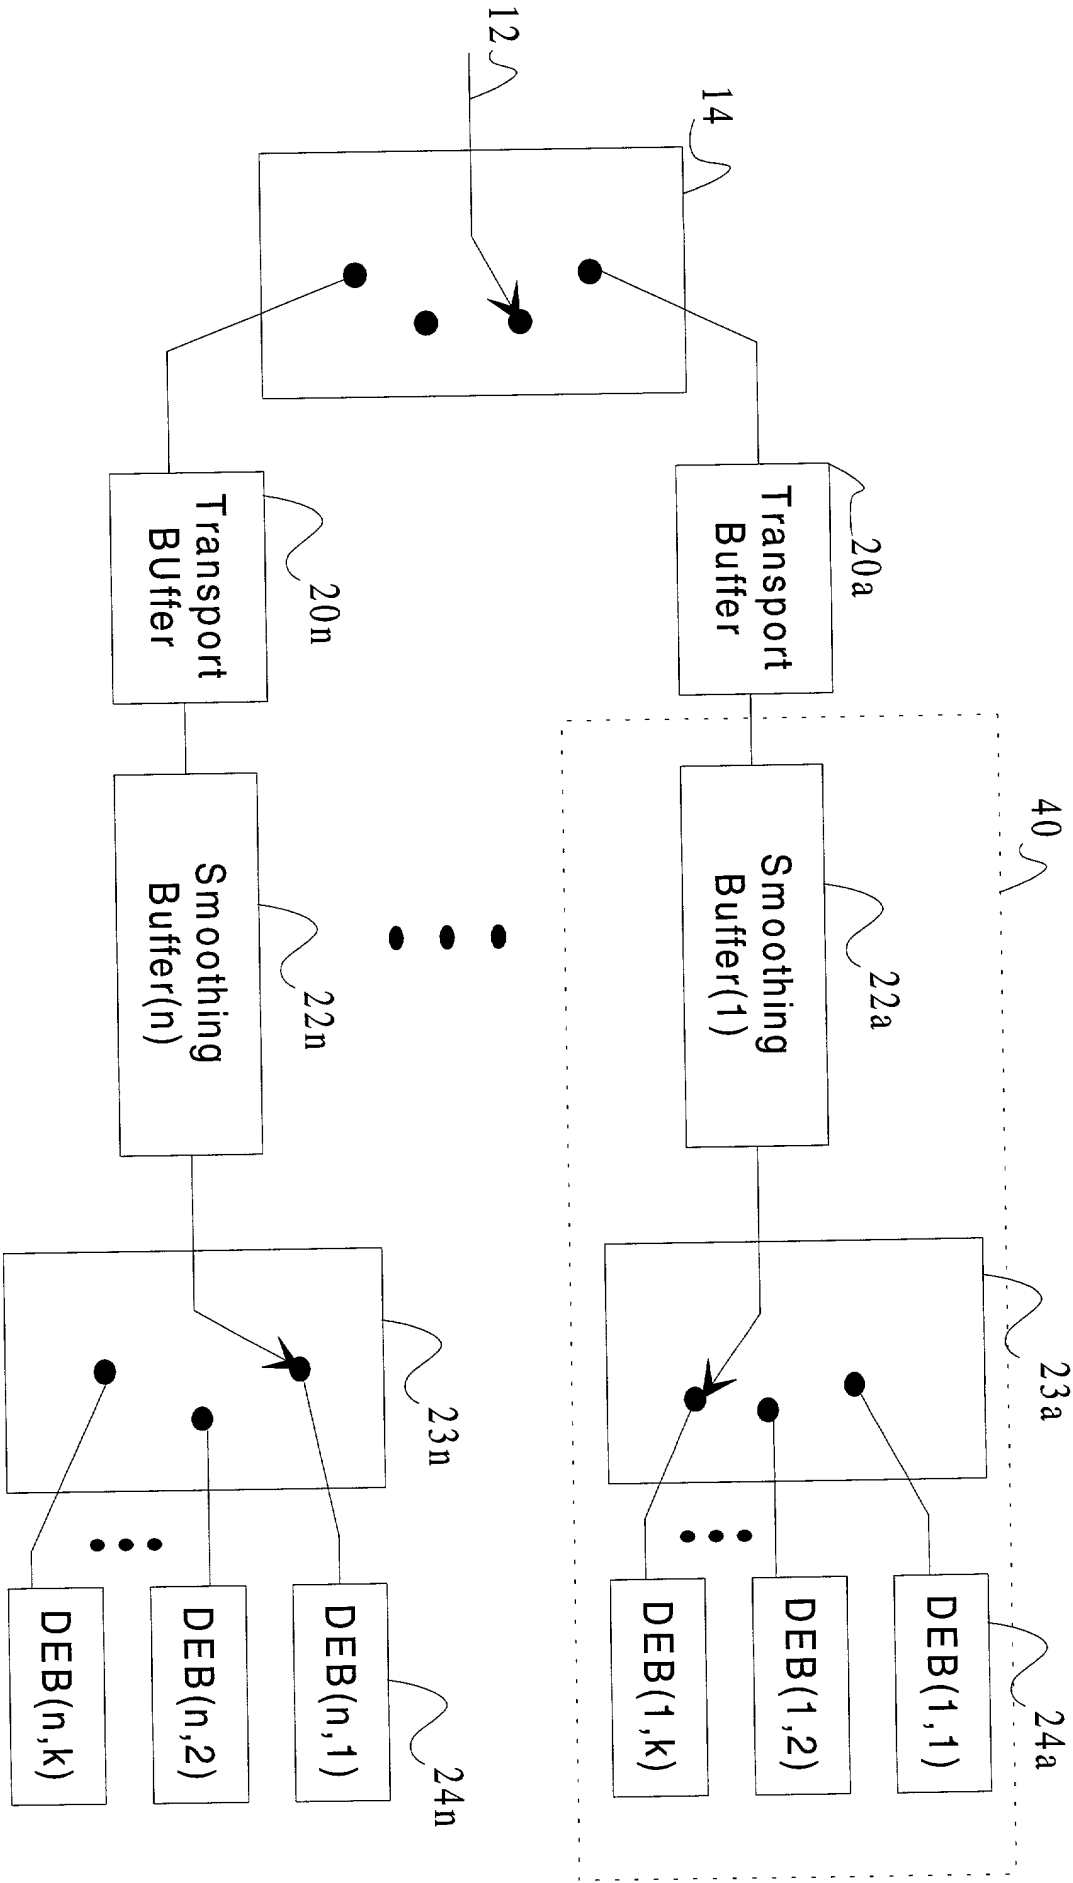 12
14
20a
Transport
Buffer
40
22a
Smoothing
Buffer(1)
23a
24a
DEB(1,1)
DEB(1,2)
DEB(1,k)
20n
Transport
BUffer
22n
Smoothing
Buffer(n)
23n
24n
DEB(n,1)
DEB(n,2)
DEB(n,k)